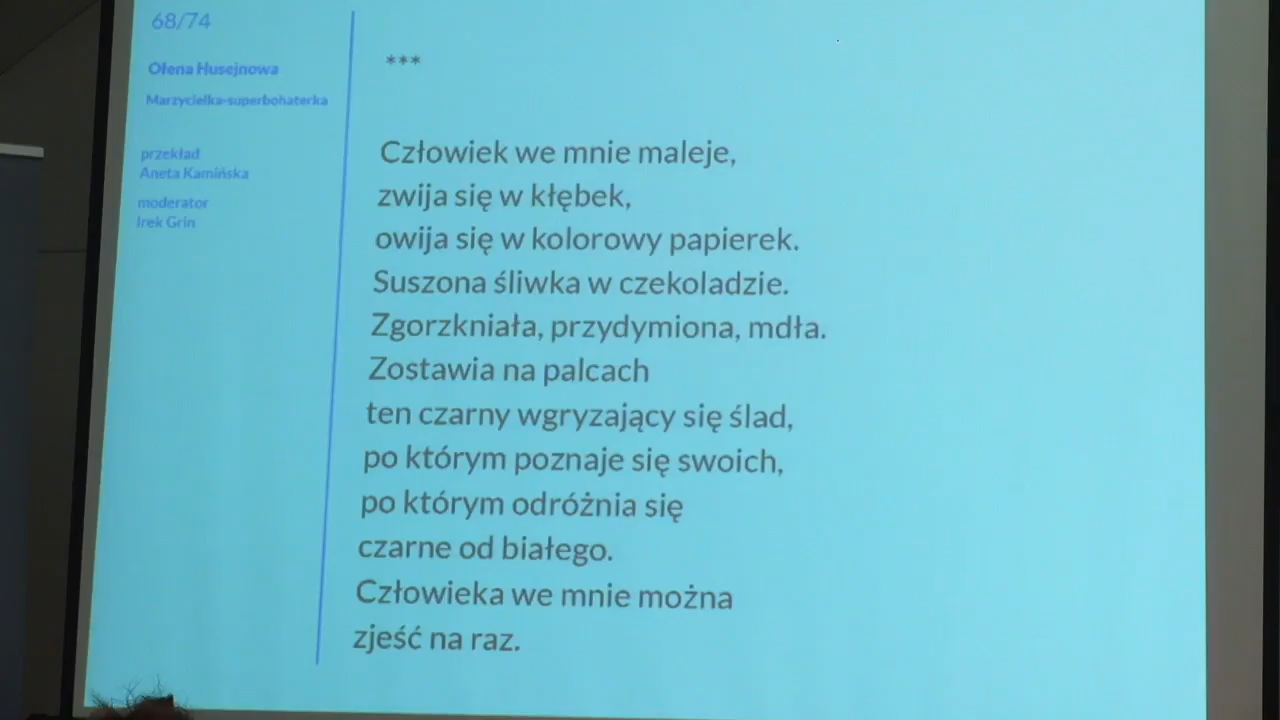 68/74
Ołena Husejnowa
Marzycielka-superbohaterka
przekład
Aneta Kamińska
moderator
Irek Grin
***
Człowiek we mnie maleje,
zwija się w kłębek,
owija się w kolorowy papierek.
Suszona śliwka w czekoladzie.
Zgorzkniała, przydymiona, mdła.
Zostawia na palcach
ten czarny wgryzający się ślad,
po którym poznaje się swoich,
po którym odróżnia się
czarne od białego.
Człowieka we mnie można
zjeść na raz.